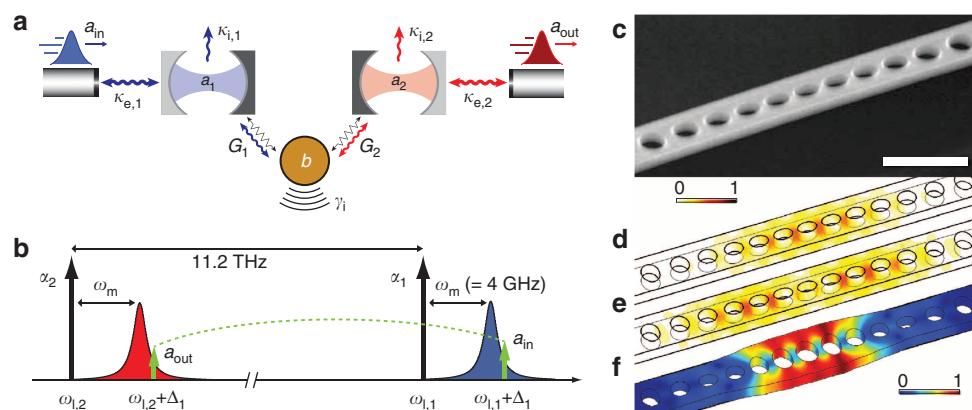 a
a_in
κ_i,1
κ_i,2
a_out
a_1
a_2
κ_e,1
κ_e,2
G_1
G_2
b
γ_i
b
11.2 THz
α_2
α_1
ω_m
ω_m (= 4 GHz)
a_out
a_in
ω_l,2
ω_l,2+Δ_1
ω_l,1
ω_l,1+Δ_1
c
0 1
d
e
f
0 1